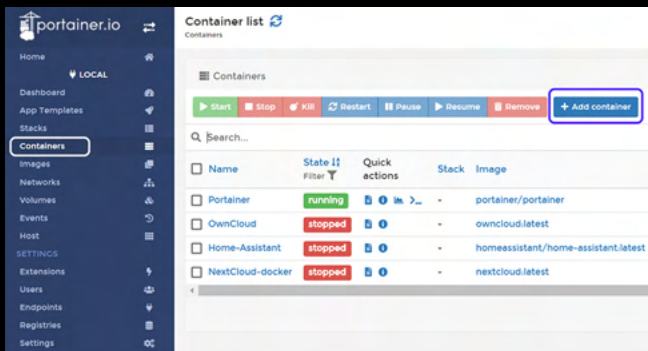 portainer.io
Home
LOCAL
Dashboard
App Templates
Stacks
Containers
Images
Networks
Volumes
Events
Host
SETTINGS
Extensions
Users
Endpoints
Registries
Settings
Container list
Containers
Containers
Start Stop Kill Restart Pause Resume Remove + Add container
Search...
Name State Filter Quick actions Stack Image
Portainer running - portainer/portainer
OwnCloud stopped - owncloud:latest
Home-Assistant stopped - homeassistant/home-assistant:latest
NextCloud-docker stopped - nextcloud:latest